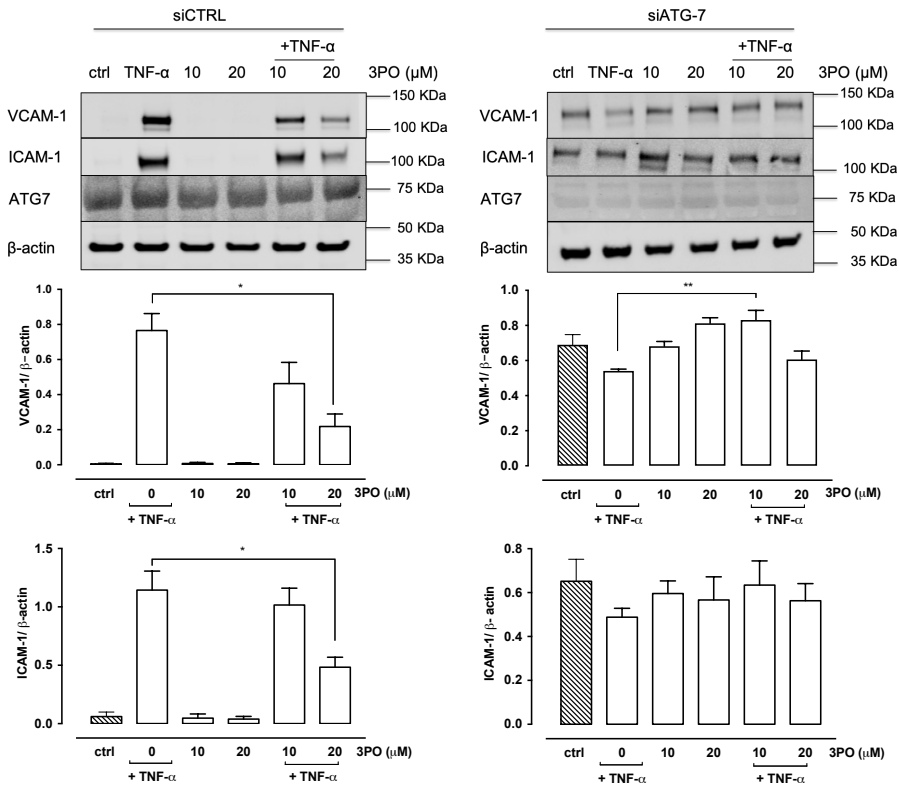 siCTRL
+TNF-α
ctrl TNF-α 10 20 10 20 3PO (μM)
VCAM-1
150 KDa
100 KDa
ICAM-1
100 KDa
ATG7
75 KDa
β-actin
50 KDa
35 KDa
siATG-7
+TNF-α
ctrl TNF-α 10 20 10 20 3PO (μM)
VCAM-1
150 KDa
100 KDa
ICAM-1
100 KDa
ATG7
75 KDa
β-actin
50 KDa
35 KDa
VCAM-1/ β-actin
1.0
0.8
0.6
0.4
0.2
0.0
*
ctrl 0 10 20 10 20 3PO (μM)
+ TNF-α + TNF-α
VCAM-1/ β-actin
1.0
0.8
0.6
0.4
0.2
0.0
**
ctrl 0 10 20 10 20 3PO (μM)
+ TNF-α + TNF-α
ICAM-1/ β-actin
1.5
1.0
0.5
0.0
*
ctrl 0 10 20 10 20 3PO (μM)
+ TNF-α + TNF-α
ICAM-1/ β- actin
0.8
0.6
0.4
0.2
0.0
ctrl 0 10 20 10 20 3PO (μM)
+ TNF-α + TNF-α